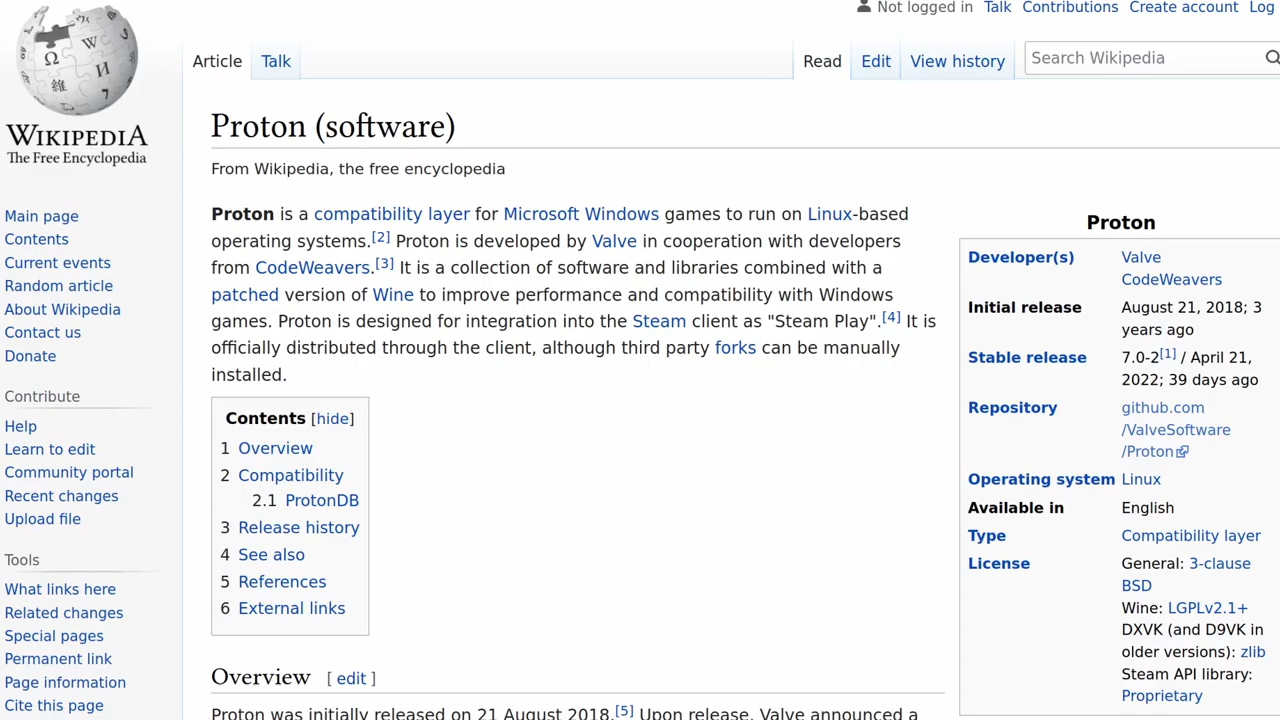 Not logged in Talk Contributions Create account Log
Article Talk Read Edit View history Search Wikipedia
WIKIPEDIA
The Free Encyclopedia
Main page
Contents
Current events
Random article
About Wikipedia
Contact us
Donate
Contribute
Help
Learn to edit
Community portal
Recent changes
Upload file
Tools
What links here
Related changes
Special pages
Permanent link
Page information
Cite this page
Proton (software)
From Wikipedia, the free encyclopedia
Proton is a compatibility layer for Microsoft Windows games to run on Linux-based
operating systems.[2] Proton is developed by Valve in cooperation with developers
from CodeWeavers.[3] It is a collection of software and libraries combined with a
patched version of Wine to improve performance and compatibility with Windows
games. Proton is designed for integration into the Steam client as "Steam Play".[4] It is
officially distributed through the client, although third party forks can be manually
installed.
Contents [hide]
1 Overview
2 Compatibility
2.1 ProtonDB
3 Release history
4 See also
5 References
6 External links
Overview [ edit ]
Proton was initially released on 21 August 2018.[5] Upon release, Valve announced a
Proton
Developer(s) Valve
CodeWeavers
Initial release August 21, 2018; 3
years ago
Stable release 7.0-2[1] / April 21,
2022; 39 days ago
Repository github.com
/ValveSoftware
/Proton
Operating system Linux
Available in English
Type Compatibility layer
License General: 3-clause
BSD
Wine: LGPLv2.1+
DXVK (and D9VK in
older versions): zlib
Steam API library:
Proprietary